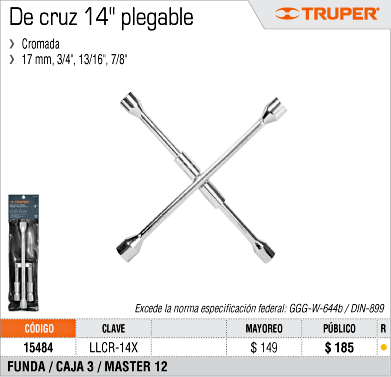 De cruz 14" plegable
TRUPER®
› Cromada
› 17 mm, 3/4", 13/16", 7/8"
TRUPER
Excede la norma especificación federal: GGG-W-644b / DIN-899
CÓDIGO CLAVE MAYOREO PÚBLICO R
15484 LLCR-14X $ 149 $ 185 •
FUNDA / CAJA 3 / MASTER 12